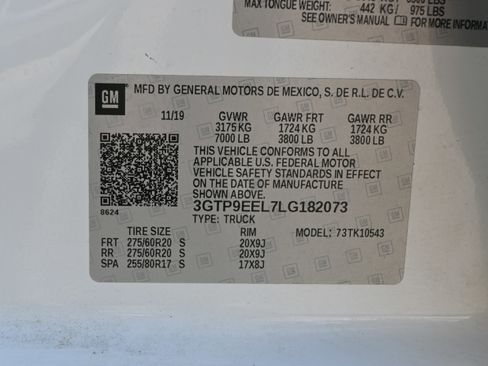 MAX TONGUE WEIGHT: 442 KG / 975 LBS
SEE OWNER'S MANUAL FOR MORE INFORMATION
GM
MFD BY GENERAL MOTORS DE MEXICO, S. DE R.L. DE C.V.
11/19 GVWR GAWR FRT GAWR RR
3175 KG 1724 KG 1724 KG
7000 LB 3800 LB 3800 LB
THIS VEHICLE CONFORMS TO ALL
APPLICABLE U.S. FEDERAL MOTOR
VEHICLE SAFETY STANDARDS IN EFFECT
ON THE DATE OF MANUFACTURE
SHOWN ABOVE.
8624 3GTP9EEL7LG182073
TYPE: TRUCK
TIRE SIZE RIM MODEL: 73TK10543
FRT 275/60R20 S 20X9J
RR 275/60R20 S 20X9J
SPA 255/80R17 S 17X8J